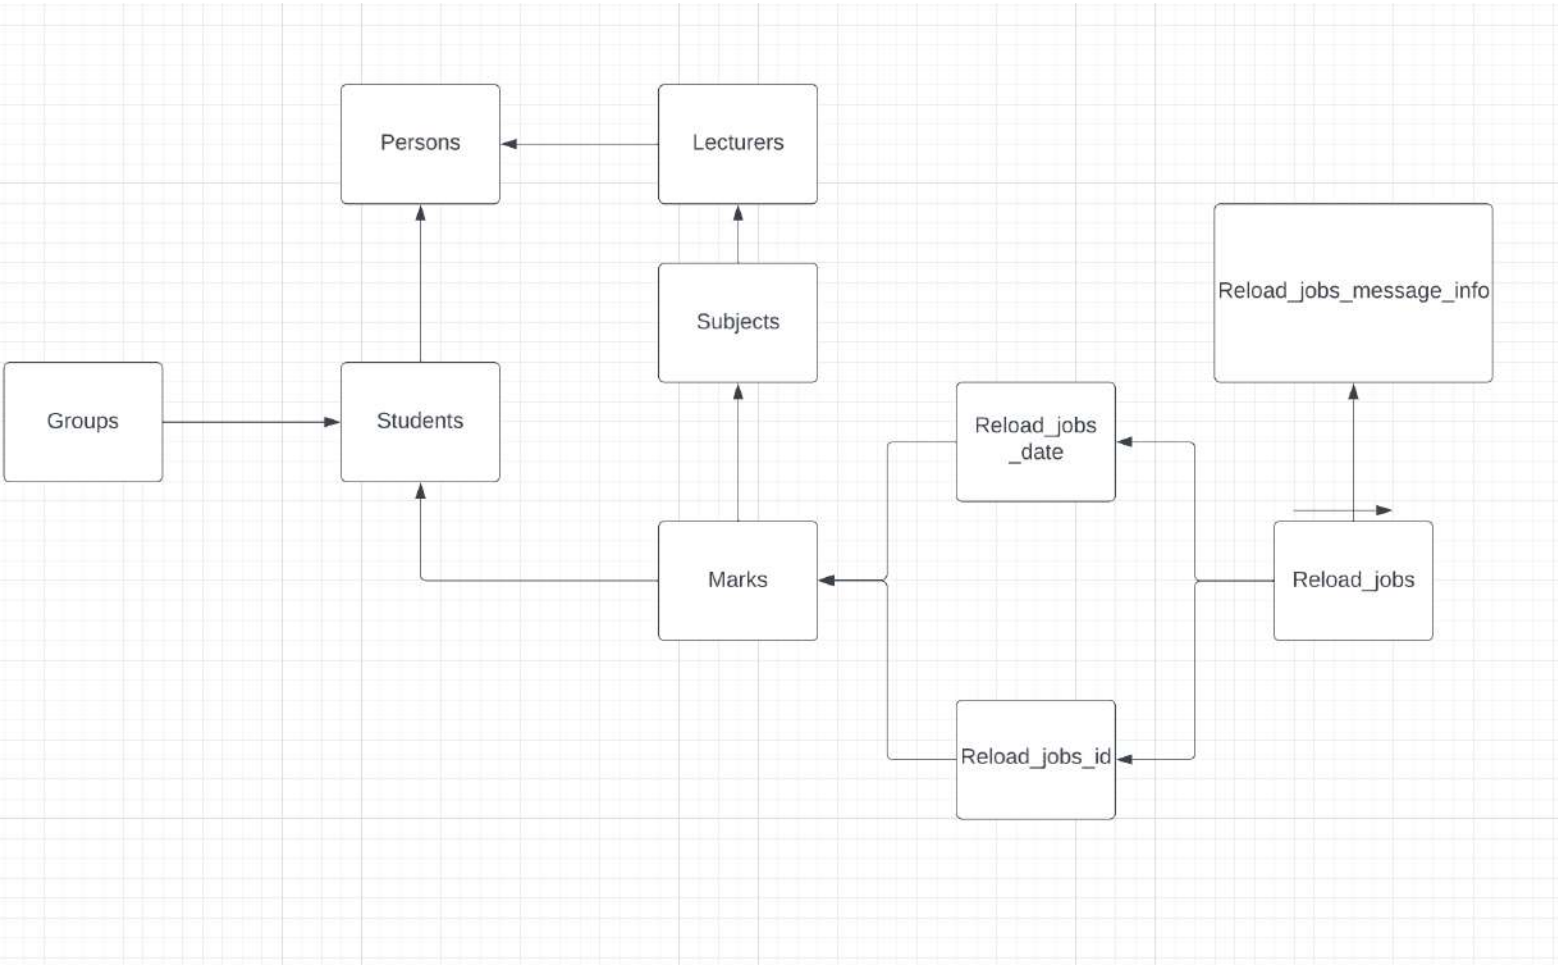 Persons
Lecturers
Subjects
Reload_jobs_message_info
Groups
Students
Reload_jobs
_date
Marks
Reload_jobs
Reload_jobs_id